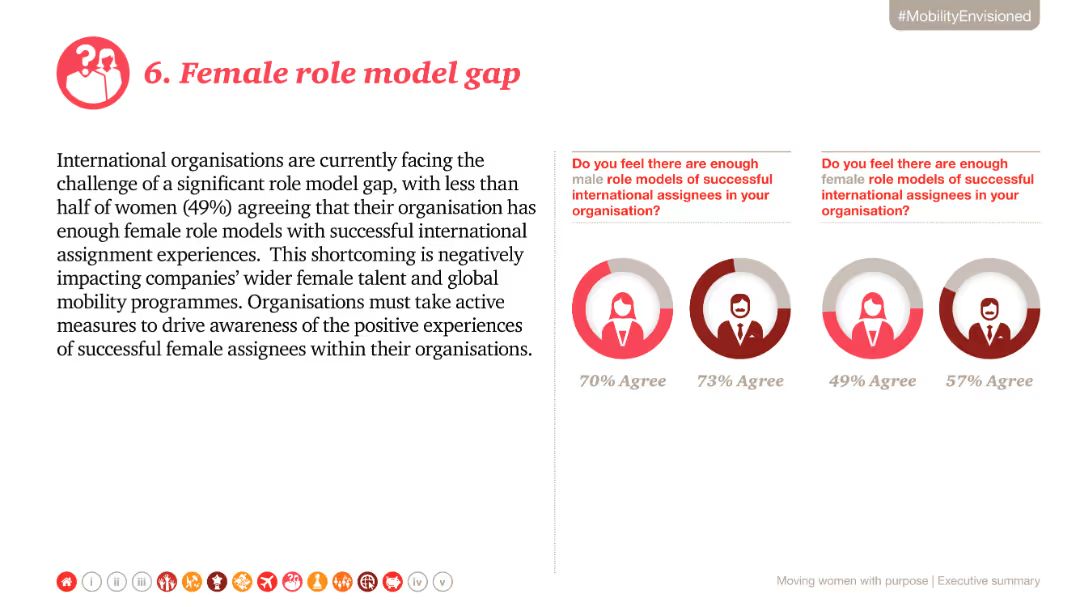 #MobilityEnvisioned
6. Female role model gap
International organisations are currently facing the
challenge of a significant role model gap, with less than
half of women (49%) agreeing that their organisation has
enough female role models with successful international
assignment experiences.  This shortcoming is negatively
impacting companies' wider female talent and global
mobility programmes. Organisations must take active
measures to drive awareness of the positive experiences
of successful female assignees within their organisations.
Do you feel there are enough
male role models of successful
international assignees in your
organisation?
70% Agree 73% Agree
Do you feel there are enough
female role models of successful
international assignees in your
organisation?
49% Agree 57% Agree
i ii iii iv v
Moving women with purpose | Executive summary